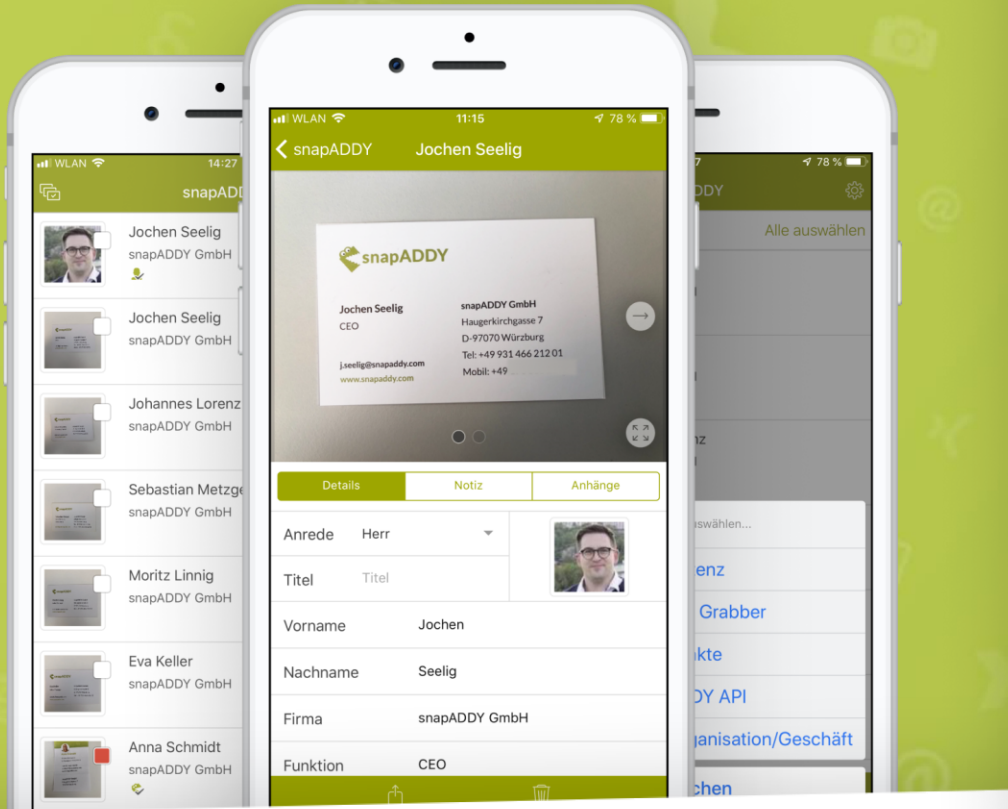 WLAN
14:27
snapADD
Jochen Seelig
snapADDY GmbH
Jochen Seelig
snapADDY GmbH
Johannes Lorenz
snapADDY GmbH
Sebastian Metzge
snapADDY GmbH
Moritz Linnig
snapADDY GmbH
Eva Keller
snapADDY GmbH
Anna Schmidt
snapADDY GmbH
WLAN
11:15
78 %
snapADDY
Jochen Seelig
snapADDY
Jochen Seelig
CEO
j.seelig@snapaddy.com
www.snapaddy.com
snapADDY GmbH
Haugerkirchgasse 7
D-97070 Würzburg
Tel: +49 931 466 212 01
Mobil: +49
Details
Notiz
Anhänge
Anrede Herr
Titel Titel
Vorname Jochen
Nachname Seelig
Firma snapADDY GmbH
Funktion CEO
7
78 %
DDY
Alle auswählen
nz
uswählen...
enz
Grabber
akte
DY API
ganisation/Geschäft
chen